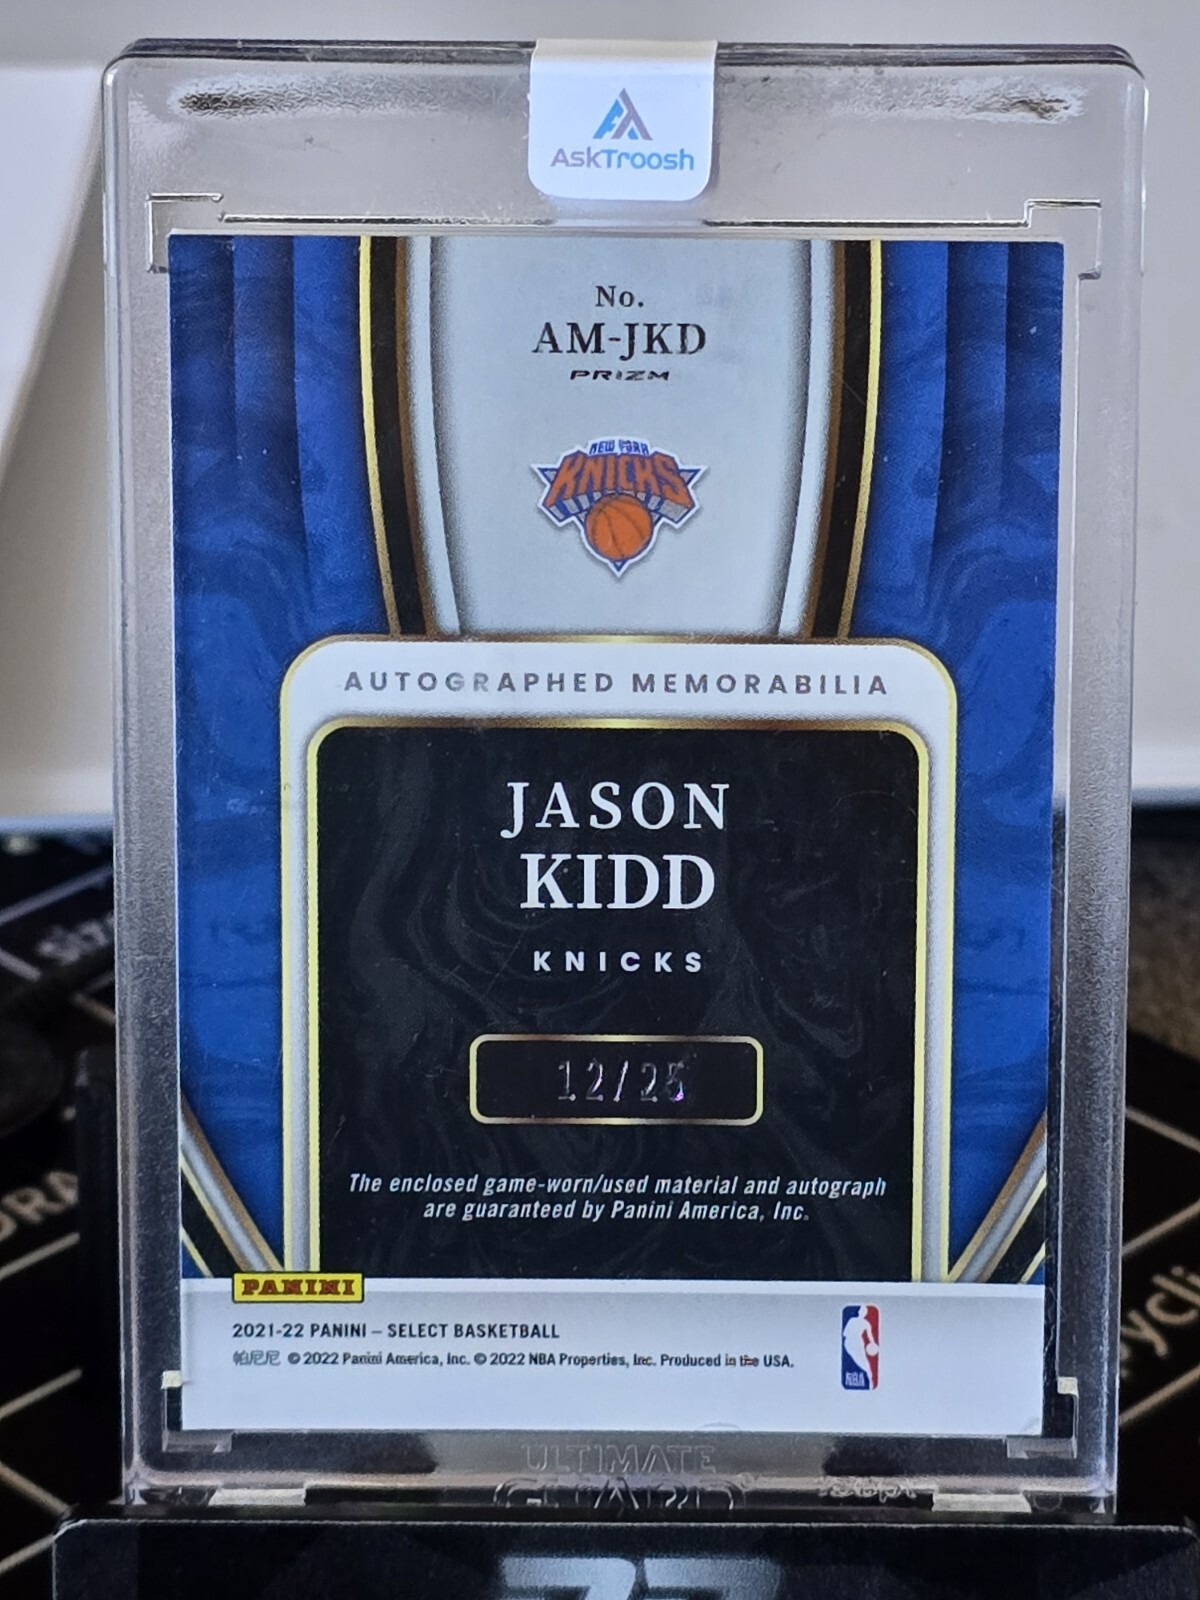 AskTroosh
No.
AM-JKD
PRIZM
NEW YORK
KNICKS
AUTOGRAPHED MEMORABILIA
JASON
KIDD
KNICKS
12/25
The enclosed game-worn/used material and autograph
are guaranteed by Panini America, Inc.
PANINI
2021-22 PANINI – SELECT BASKETBALL
帕尼尼 © 2022 Panini America, Inc. © 2022 NBA Properties, Inc. Produced in the USA.
NBA
ULTIMATE
GUARD